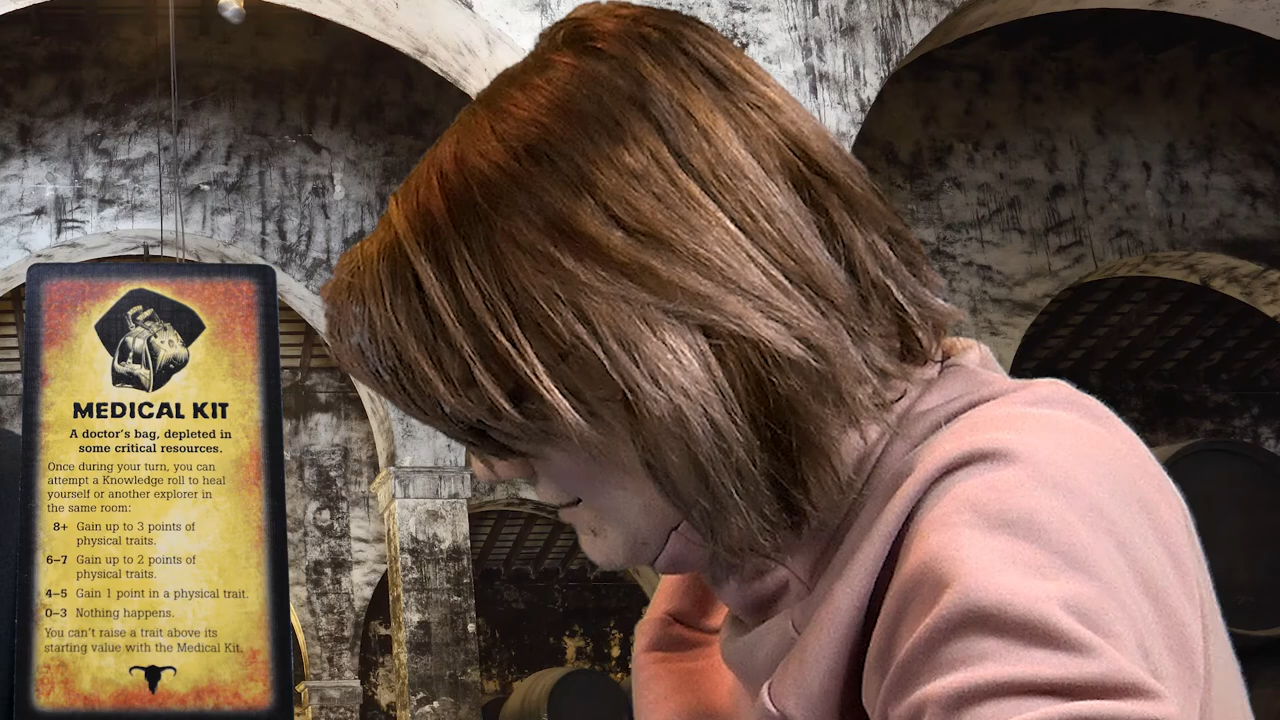 MEDICAL KIT
A doctor's bag, depleted in
some critical resources.
Once during your turn, you can
attempt a Knowledge roll to heal
yourself or another explorer in
the same room:
8+ Gain up to 3 points of
physical traits.
6–7 Gain up to 2 points of
physical traits.
4–5 Gain 1 point in a physical trait.
0–3 Nothing happens.
You can't raise a trait above its
starting value with the Medical Kit.